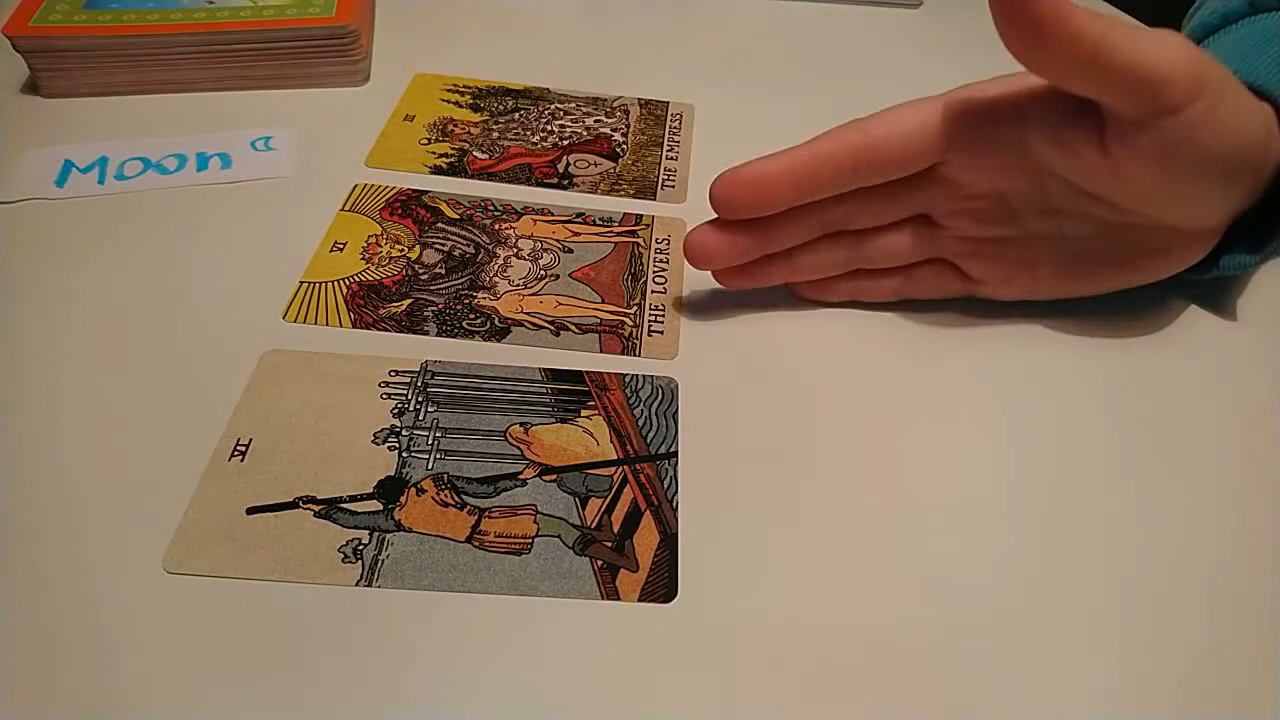 Moon
III
THE EMPRESS.
VI
THE LOVERS.
VI